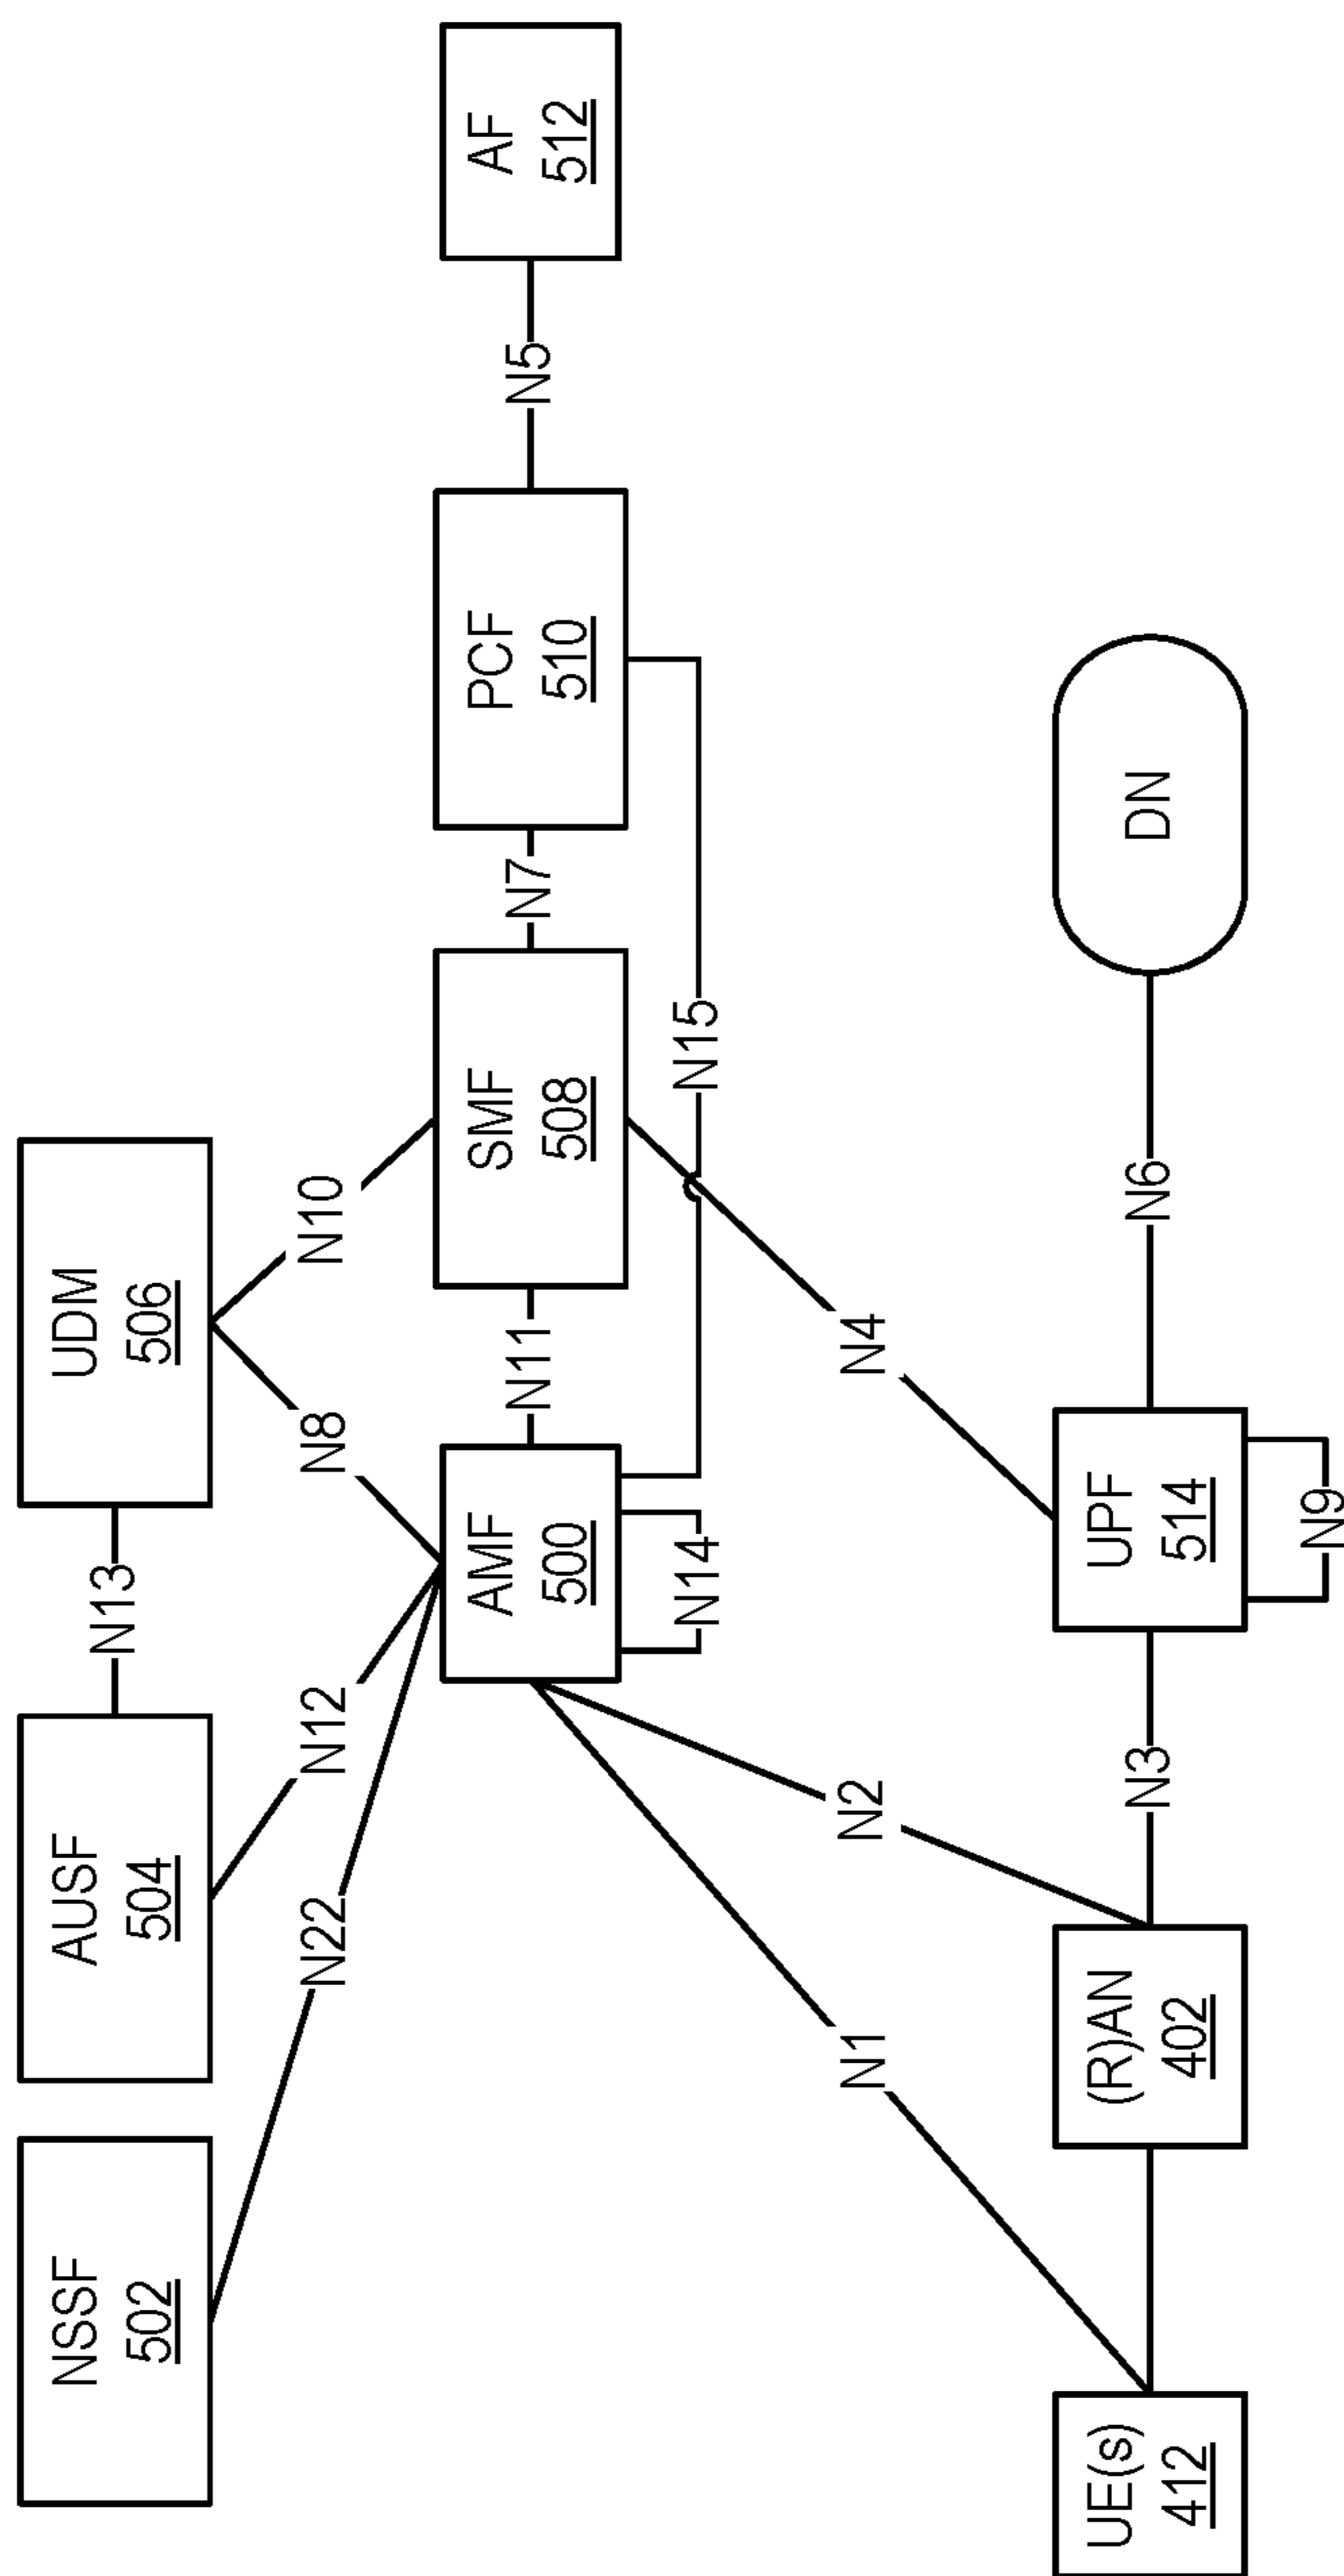 NSSF
502
AUSF
504
N13
UDM
506
N22
N12
N8
N10
AMF
500
N11
SMF
508
N7
PCF
510
N5
AF
512
N14
N15
N1
N2
N4
UE(s)
412
(R)AN
402
N3
UPF
514
N6
DN
N9